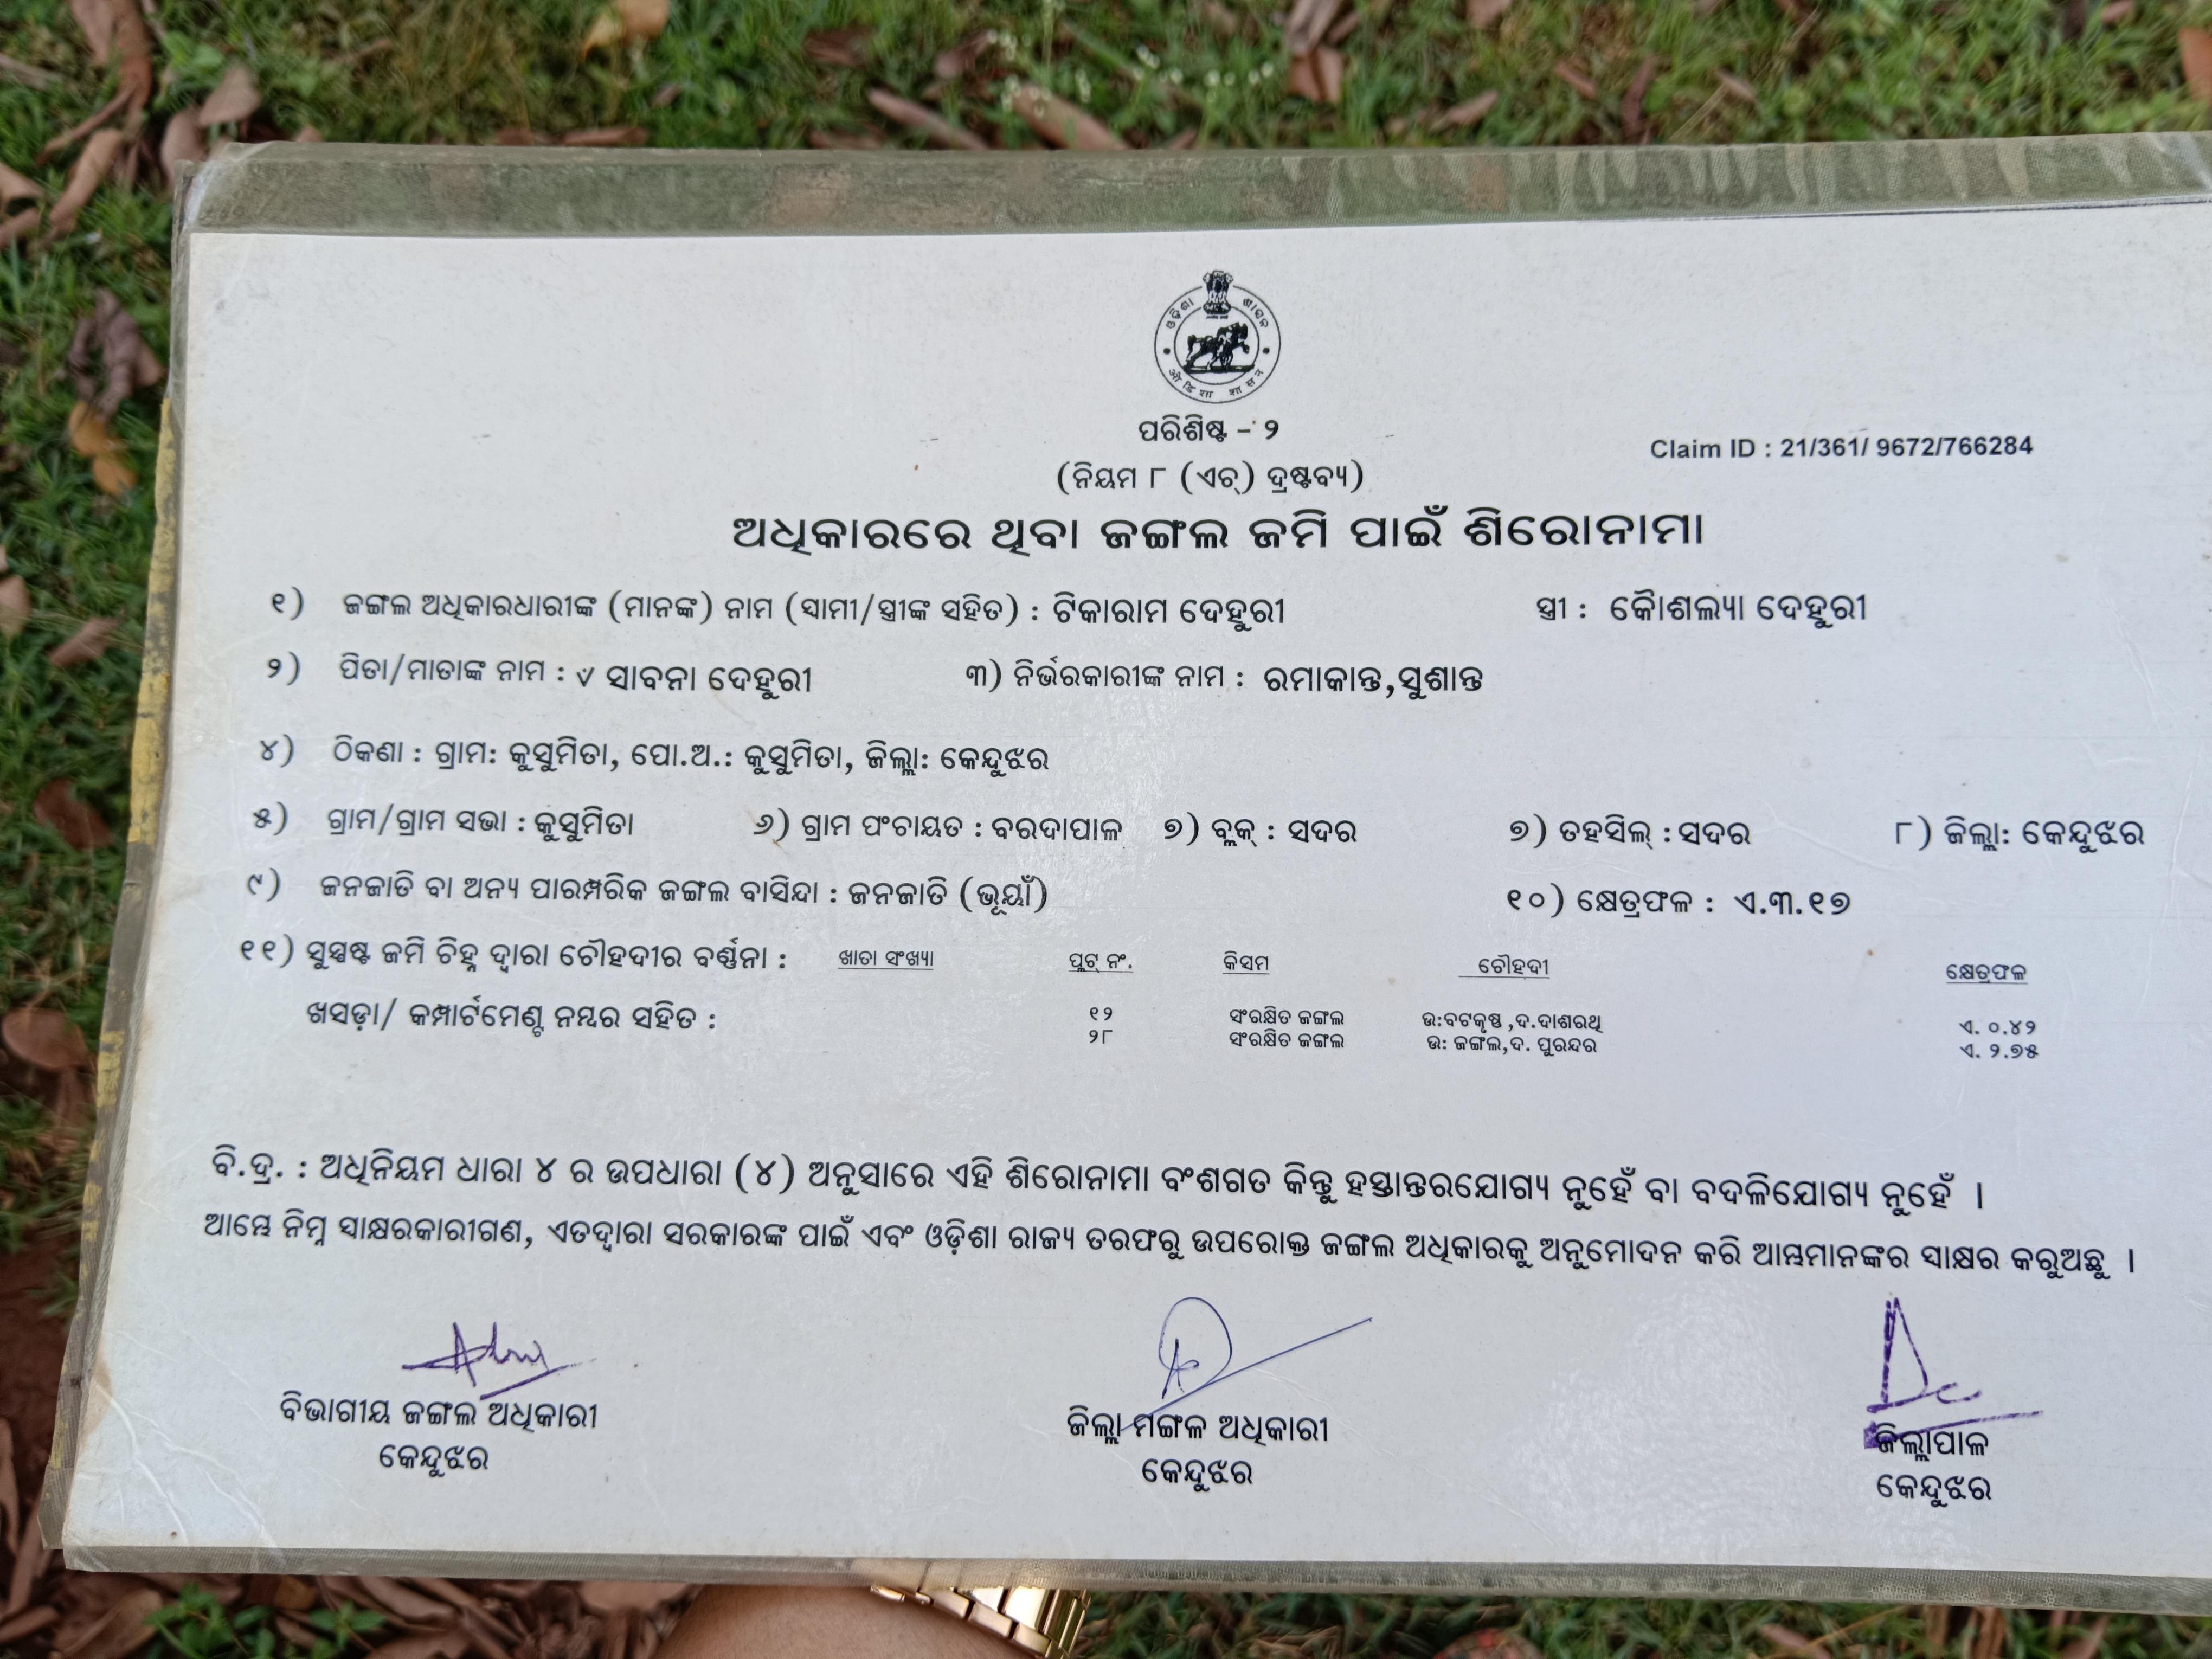 ଓଡ଼ିଶା ଶାସନ
ओडिशा शासन
ପରିଶିଷ୍ଟ - ୨
Claim ID : 21/361/ 9672/766284
(ନିୟମ ୮ (ଏଚ୍) ଦ୍ରଷ୍ଟବ୍ୟ)
ଅଧିକାରରେ ଥିବା ଜଙ୍ଗଲ ଜମି ପାଇଁ ଶିରୋନାମା
୧) ଜଙ୍ଗଲ ଅଧିକାରଧାରୀଙ୍କ (ମାନଙ୍କ) ନାମ (ସ୍ଵାମୀ/ସ୍ତ୍ରୀଙ୍କ ସହିତ) : ଟିକାରାମ ଦେହୁରୀ ସ୍ତ୍ରୀ : କୈାଶଲ୍ୟା ଦେହୁରୀ
୨) ପିତା/ମାତାଙ୍କ ନାମ : ସାବନା ଦେହୁରୀ ୩) ନିର୍ଭରକାରୀଙ୍କ ନାମ : ରମାକାନ୍ତ,ସୁଶାନ୍ତ
୪) ଠିକଣା : ଗ୍ରାମ: କୁସୁମିତା, ପୋ.ଅ.: କୁସୁମିତା, ଜିଲ୍ଲା: କେନ୍ଦୁଝର
୫) ଗ୍ରାମ/ଗ୍ରାମ ସଭା : କୁସୁମିତା ୬) ଗ୍ରାମ ପଂଚାୟତ : ବରଦାପାଳ ୭) ବ୍ଲକ୍ : ସଦର ୭) ତହସିଲ୍ : ସଦର ୮) ଜିଲ୍ଲା: କେନ୍ଦୁଝର
୯) ଜନଜାତି ବା ଅନ୍ୟ ପାରମ୍ପରିକ ଜଙ୍ଗଲ ବାସିନ୍ଦା : ଜନଜାତି (ଭୂୟାଁ) ୧୦) କ୍ଷେତ୍ରଫଳ : ଏ.୩.୧୭
୧୧) ସୁସ୍ପଷ୍ଟ ଜମି ଚିହ୍ନ ଦ୍ୱାରା ଚୌହଦୀର ବର୍ଣ୍ଣନା : ଖାତା ସଂଖ୍ୟା ପ୍ଲଟ୍ ନଂ. କିସମ ଚୌହଦୀ କ୍ଷେତ୍ରଫଳ
ଖସଡ଼ା/ କମ୍ପାର୍ଟମେଣ୍ଟ ନମ୍ବର ସହିତ : ୧୨ ସଂରକ୍ଷିତ ଜଙ୍ଗଲ ଉ:ବଟକୃଷ୍ଣ ,ଦ.ଦାଶରଥି ଏ. ୦.୪୨
୨୮ ସଂରକ୍ଷିତ ଜଙ୍ଗଲ ଉ: ଜଙ୍ଗଲ,ଦ. ପୁରନ୍ଦର ଏ. ୨.୭୫
ବି.ଦ୍ର. : ଅଧିନିୟମ ଧାରା ୪ ର ଉପଧାରା (୪) ଅନୁସାରେ ଏହି ଶିରୋନାମା ବଂଶଗତ କିନ୍ତୁ ହସ୍ତାନ୍ତରଯୋଗ୍ୟ ନୁହେଁ ବା ବଦଳିଯୋଗ୍ୟ ନୁହେଁ ।
ଆମ୍ଭେ ନିମ୍ନ ସାକ୍ଷରକାରୀଗଣ, ଏତଦ୍ୱାରା ସରକାରଙ୍କ ପାଇଁ ଏବଂ ଓଡ଼ିଶା ରାଜ୍ୟ ତରଫରୁ ଉପରୋକ୍ତ ଜଙ୍ଗଲ ଅଧିକାରକୁ ଅନୁମୋଦନ କରି ଆମ୍ଭମାନଙ୍କର ସାକ୍ଷର କରୁଅଛୁ ।
ବିଭାଗୀୟ ଜଙ୍ଗଲ ଅଧିକାରୀ ଜିଲ୍ଲା ମଙ୍ଗଳ ଅଧିକାରୀ ଜିଲ୍ଲାପାଳ
କେନ୍ଦୁଝର କେନ୍ଦୁଝର କେନ୍ଦୁଝର